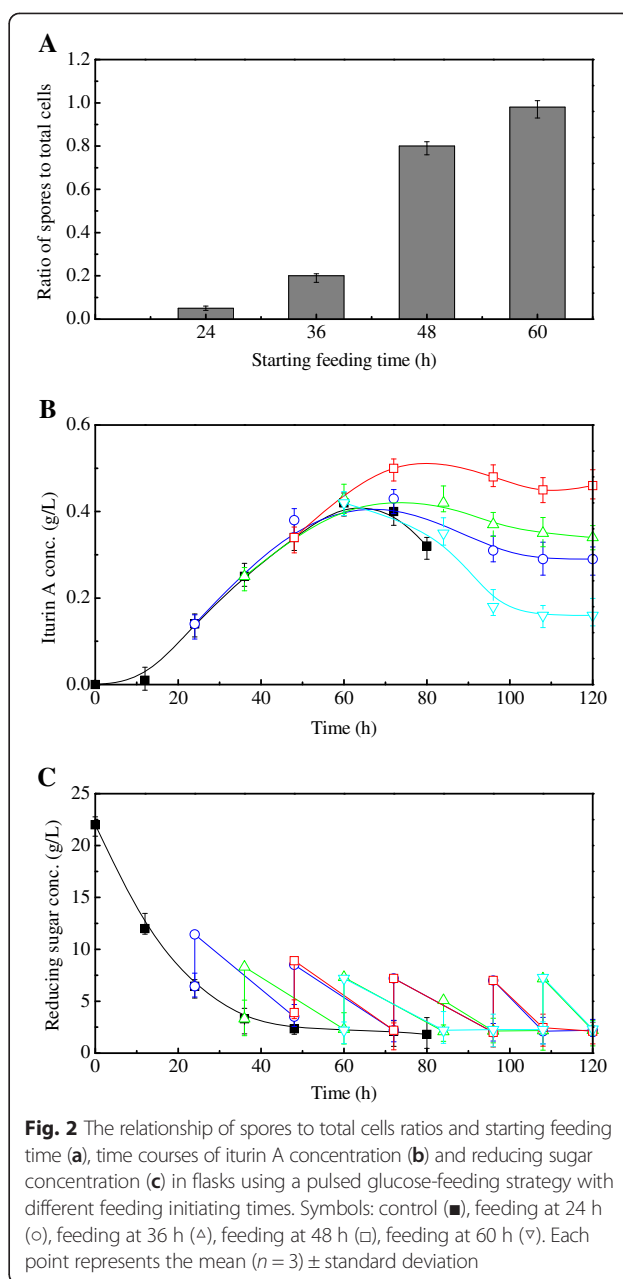 A
1.2
1.0
0.8
0.6
0.4
0.2
0.0
Ratio of spores to total cells
24 36 48 60
Starting feeding time (h)
B
0.6
0.4
0.2
0.0
Iturin A conc. (g/L)
0 20 40 60 80 100 120
Time (h)
C
25
20
15
10
5
0
Reducing sugar conc. (g/L)
0 20 40 60 80 100 120
Time (h)
Fig. 2 The relationship of spores to total cells ratios and starting feeding
time (a), time courses of iturin A concentration (b) and reducing sugar
concentration (c) in flasks using a pulsed glucose-feeding strategy with
different feeding initiating times. Symbols: control (■), feeding at 24 h
(○), feeding at 36 h (△), feeding at 48 h (□), feeding at 60 h (▽). Each
point represents the mean (n = 3) ± standard deviation